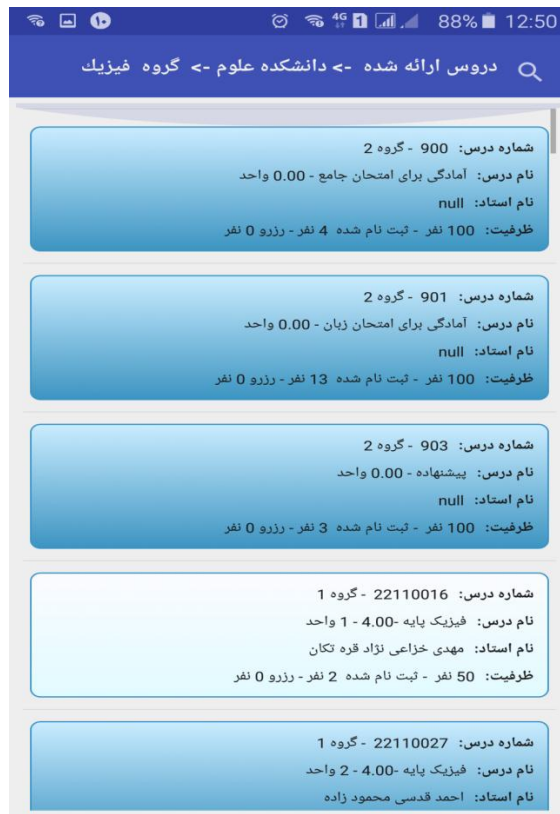 88% 12:50
4G 1
دروس ارائه شده -> دانشکده علوم -> گروه فیزیك
شماره درس: 900 - گروه 2
نام درس: آمادگی برای امتحان جامع - 0.00 واحد
نام استاد: null
ظرفیت: 100 نفر - ثبت نام شده 4 نفر - رزرو 0 نفر
شماره درس: 901 - گروه 2
نام درس: آمادگی برای امتحان زبان - 0.00 واحد
نام استاد: null
ظرفیت: 100 نفر - ثبت نام شده 13 نفر - رزرو 0 نفر
شماره درس: 903 - گروه 2
نام درس: پیشنهاده - 0.00 واحد
نام استاد: null
ظرفیت: 100 نفر - ثبت نام شده 3 نفر - رزرو 0 نفر
شماره درس: 22110016 - گروه 1
نام درس: فیزیک پایه -4.00 - 1 واحد
نام استاد: مهدی خزاعی نژاد قره تکان
ظرفیت: 50 نفر - ثبت نام شده 2 نفر - رزرو 0 نفر
شماره درس: 22110027 - گروه 1
نام درس: فیزیک پایه -4.00 - 2 واحد
نام استاد: احمد قدسی محمود زاده